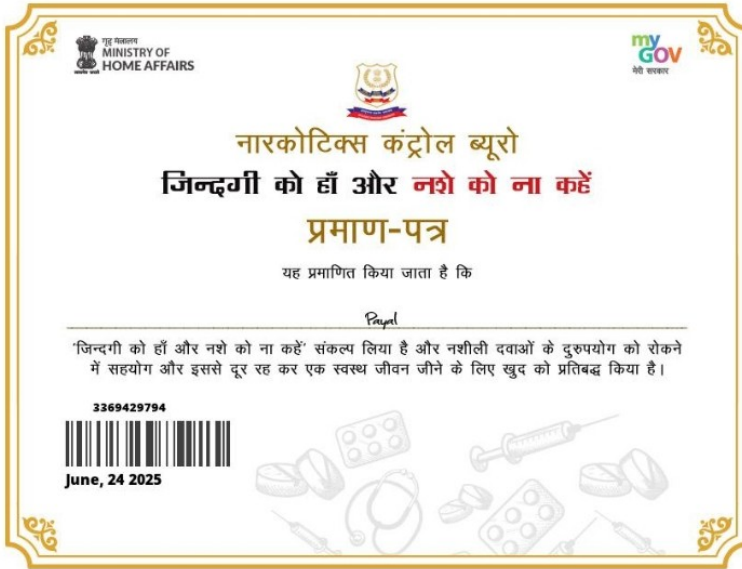 गृह मंत्रालय
MINISTRY OF
HOME AFFAIRS
my
GOV
मेरी सरकार
नारकोटिक्स कंट्रोल ब्यूरो
जिन्दगी को हाँ और नशे को ना कहें
प्रमाण-पत्र
यह प्रमाणित किया जाता है कि
Payal
'जिन्दगी को हाँ और नशे को ना कहें' संकल्प लिया है और नशीली दवाओं के दुरुपयोग को रोकने
में सहयोग और इससे दूर रह कर एक स्वस्थ जीवन जीने के लिए खुद को प्रतिबद्ध किया है।
3369429794
June, 24 2025